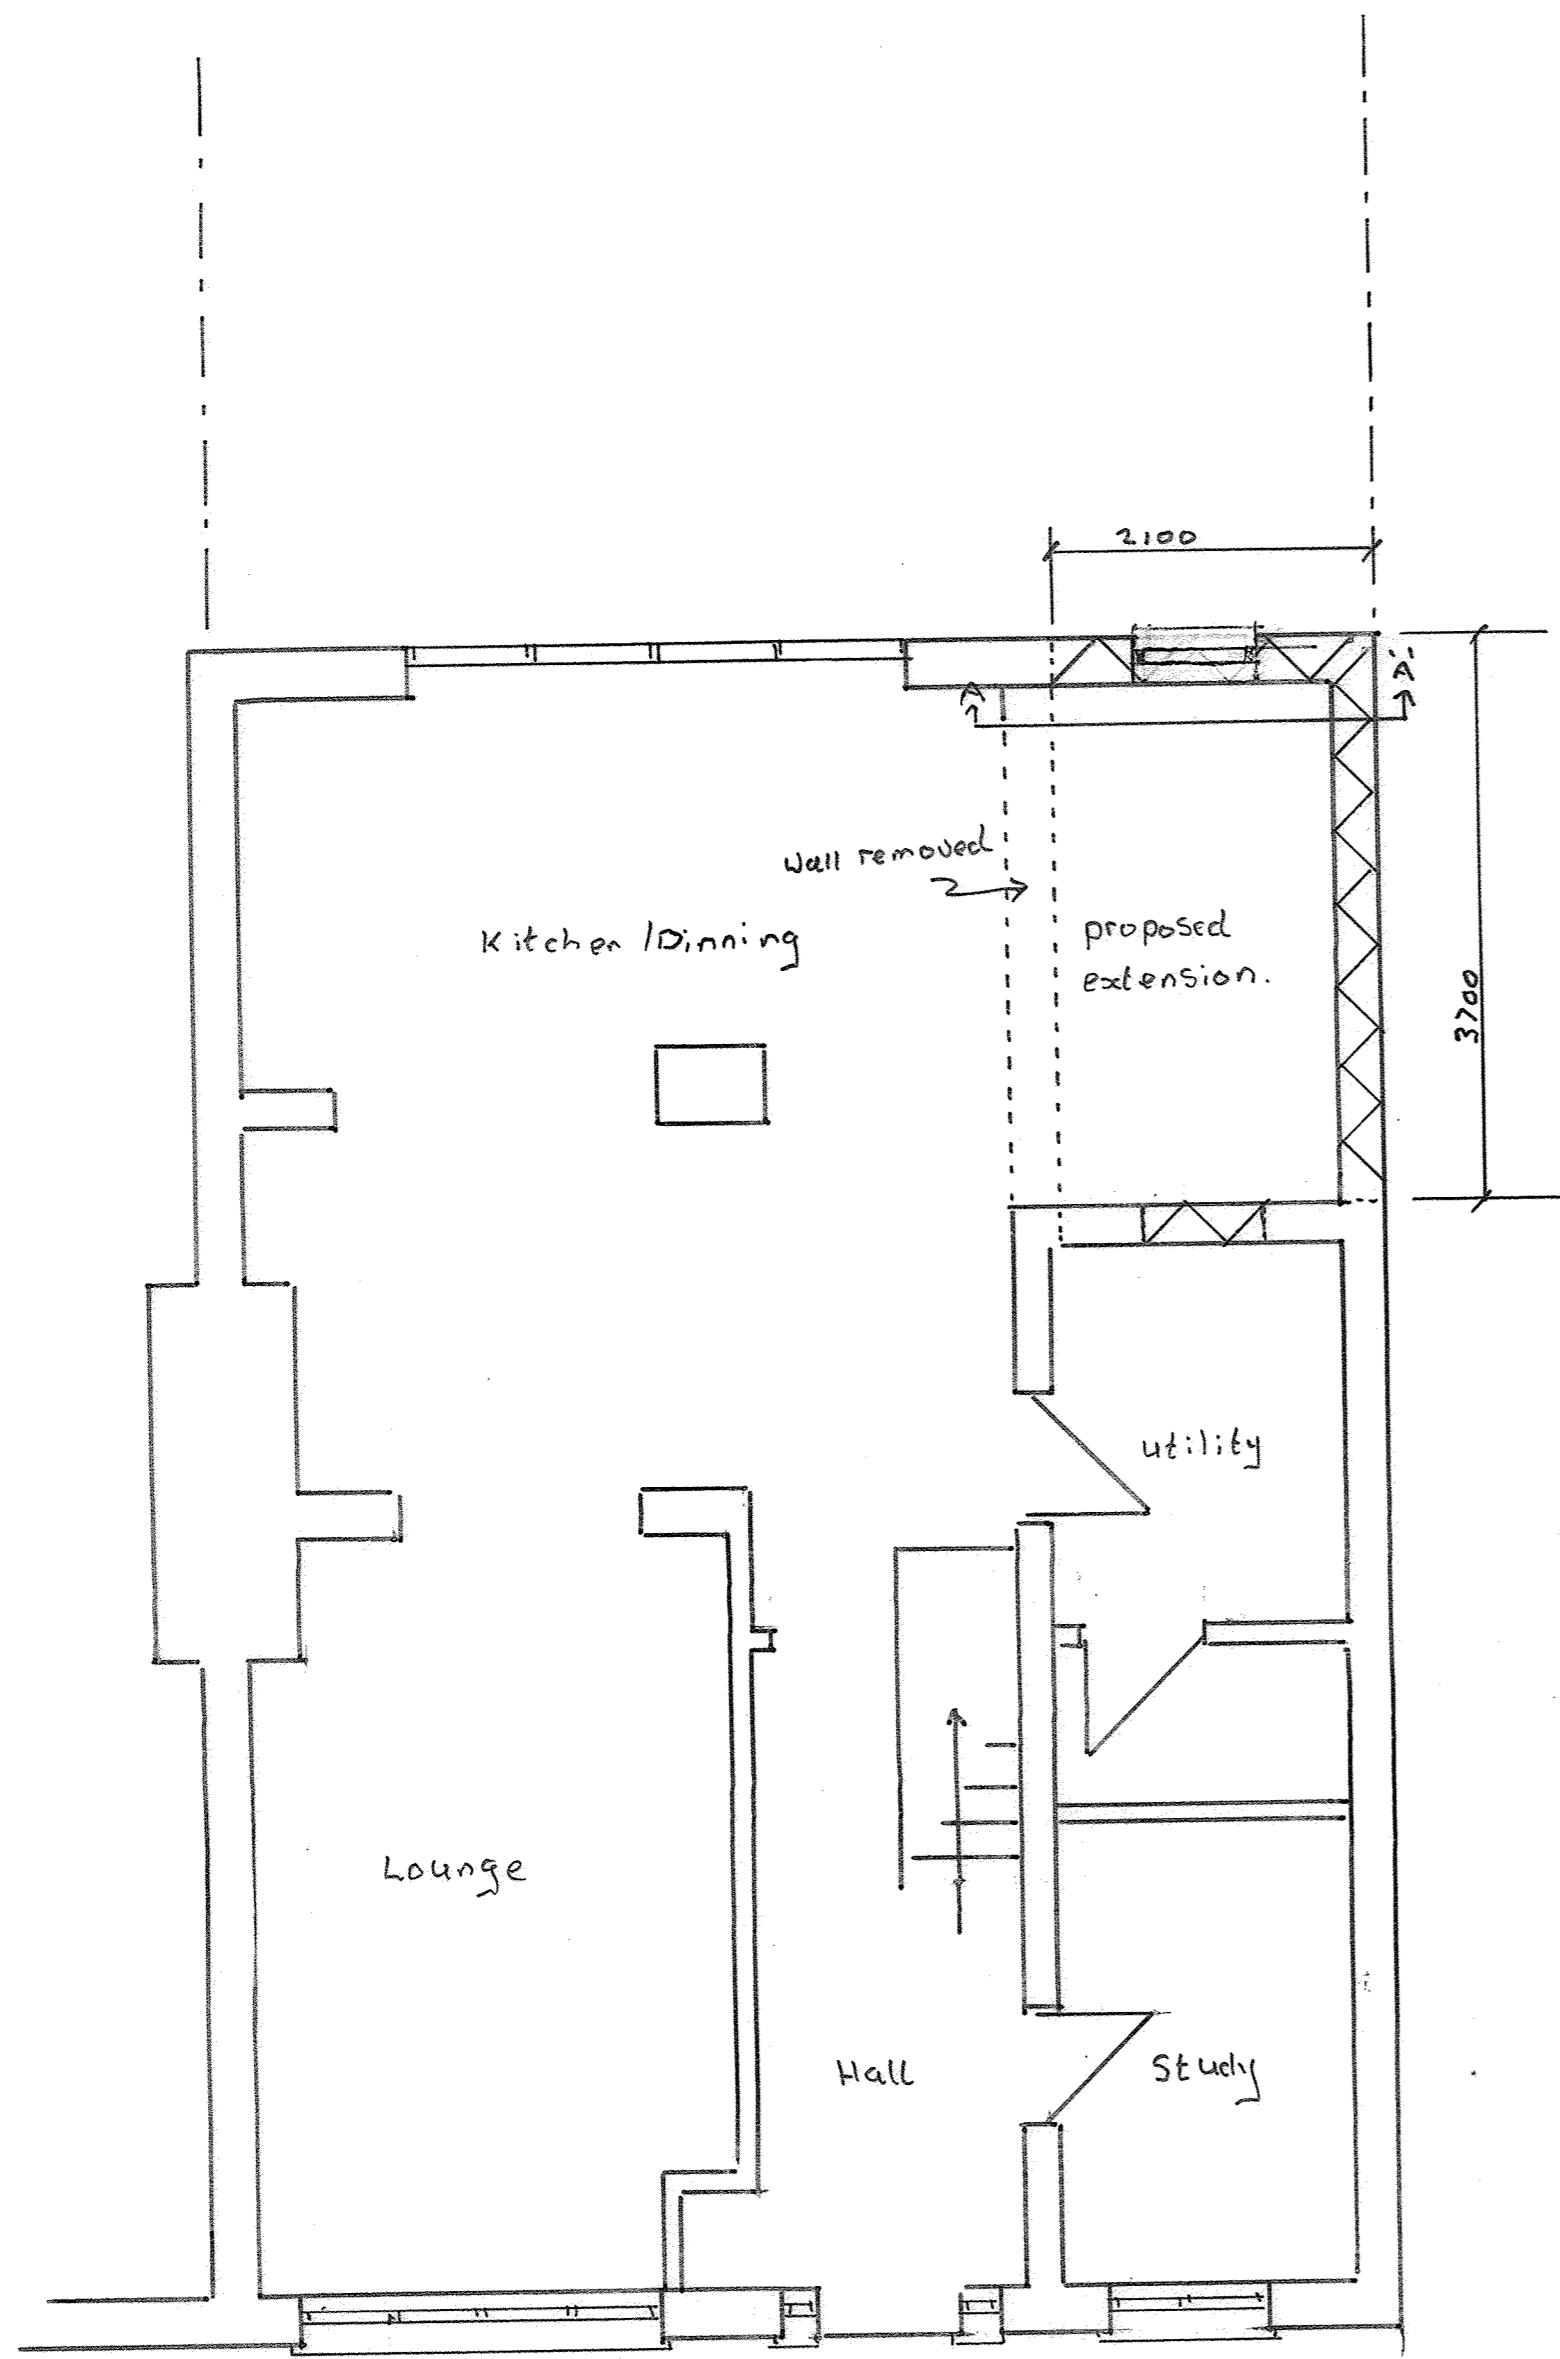 2100
A
A'
wall removed
Kitchen /Dinning
proposed
extension.
3700
utility
Lounge
Hall
Study